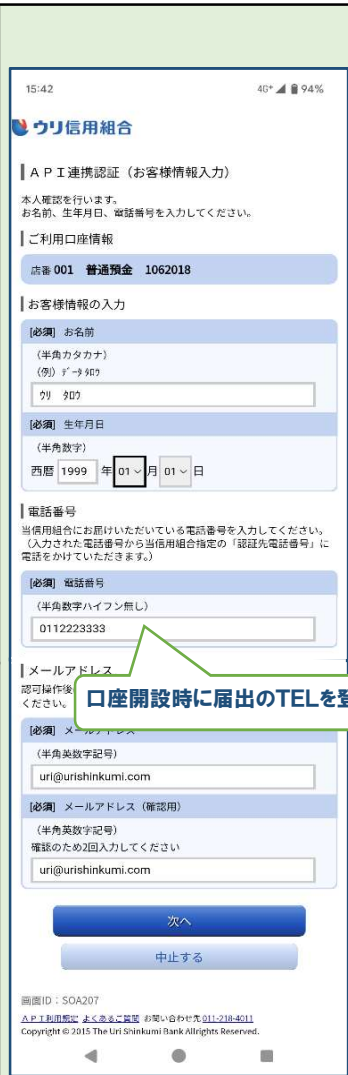 15:42 4G+ 94%
ウリ信用組合
ＡＰＩ連携認証（お客様情報入力）
本人確認を行います。
お名前、生年月日、電話番号を入力してください。
ご利用口座情報
店番 001 普通預金 1062018
お客様情報の入力
[必須] お名前
（半角カタカナ）
（例）ﾃﾞｰﾀ ﾀﾛｳ
ｳﾘ ﾀﾛｳ
[必須] 生年月日
（半角数字）
西暦 1999 年 01 月 01 日
電話番号
当信用組合にお届けいただいている電話番号を入力してください。
（入力された電話番号から当信用組合指定の「認証先電話番号」に
電話をかけていただきます。）
[必須] 電話番号
（半角数字ハイフン無し）
0112223333
メールアドレス
認可操作後
口座開設時に届出のTELを登
ください。
[必須] メールアドレス
（半角英数字記号）
uri@urishinkumi.com
[必須] メールアドレス（確認用）
（半角英数字記号）
確認のため2回入力してください
uri@urishinkumi.com
次へ
中止する
画面ID：SOA207
ＡＰＩ利用規定 よくあるご質問 お問い合わせ先 011-218-4011
Copyright © 2015 The Uri Shinkumi Bank Allrights Reserved.